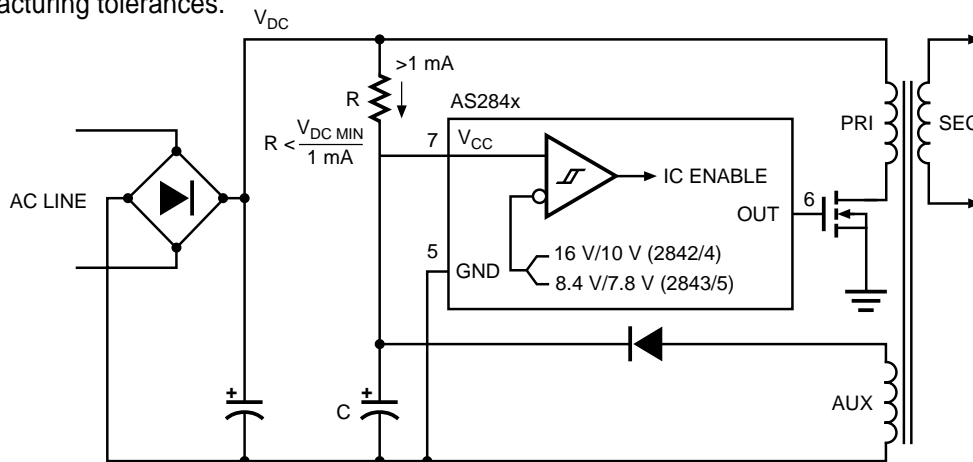 acturing tolerances.
V_DC
>1 mA
R
AS284x
R < V_DC MIN / 1 mA
7
V_CC
PRI
SEC
AC LINE
IC ENABLE
6
OUT
5
GND
16 V/10 V (2842/4)
8.4 V/7.8 V (2843/5)
+
+
C
AUX